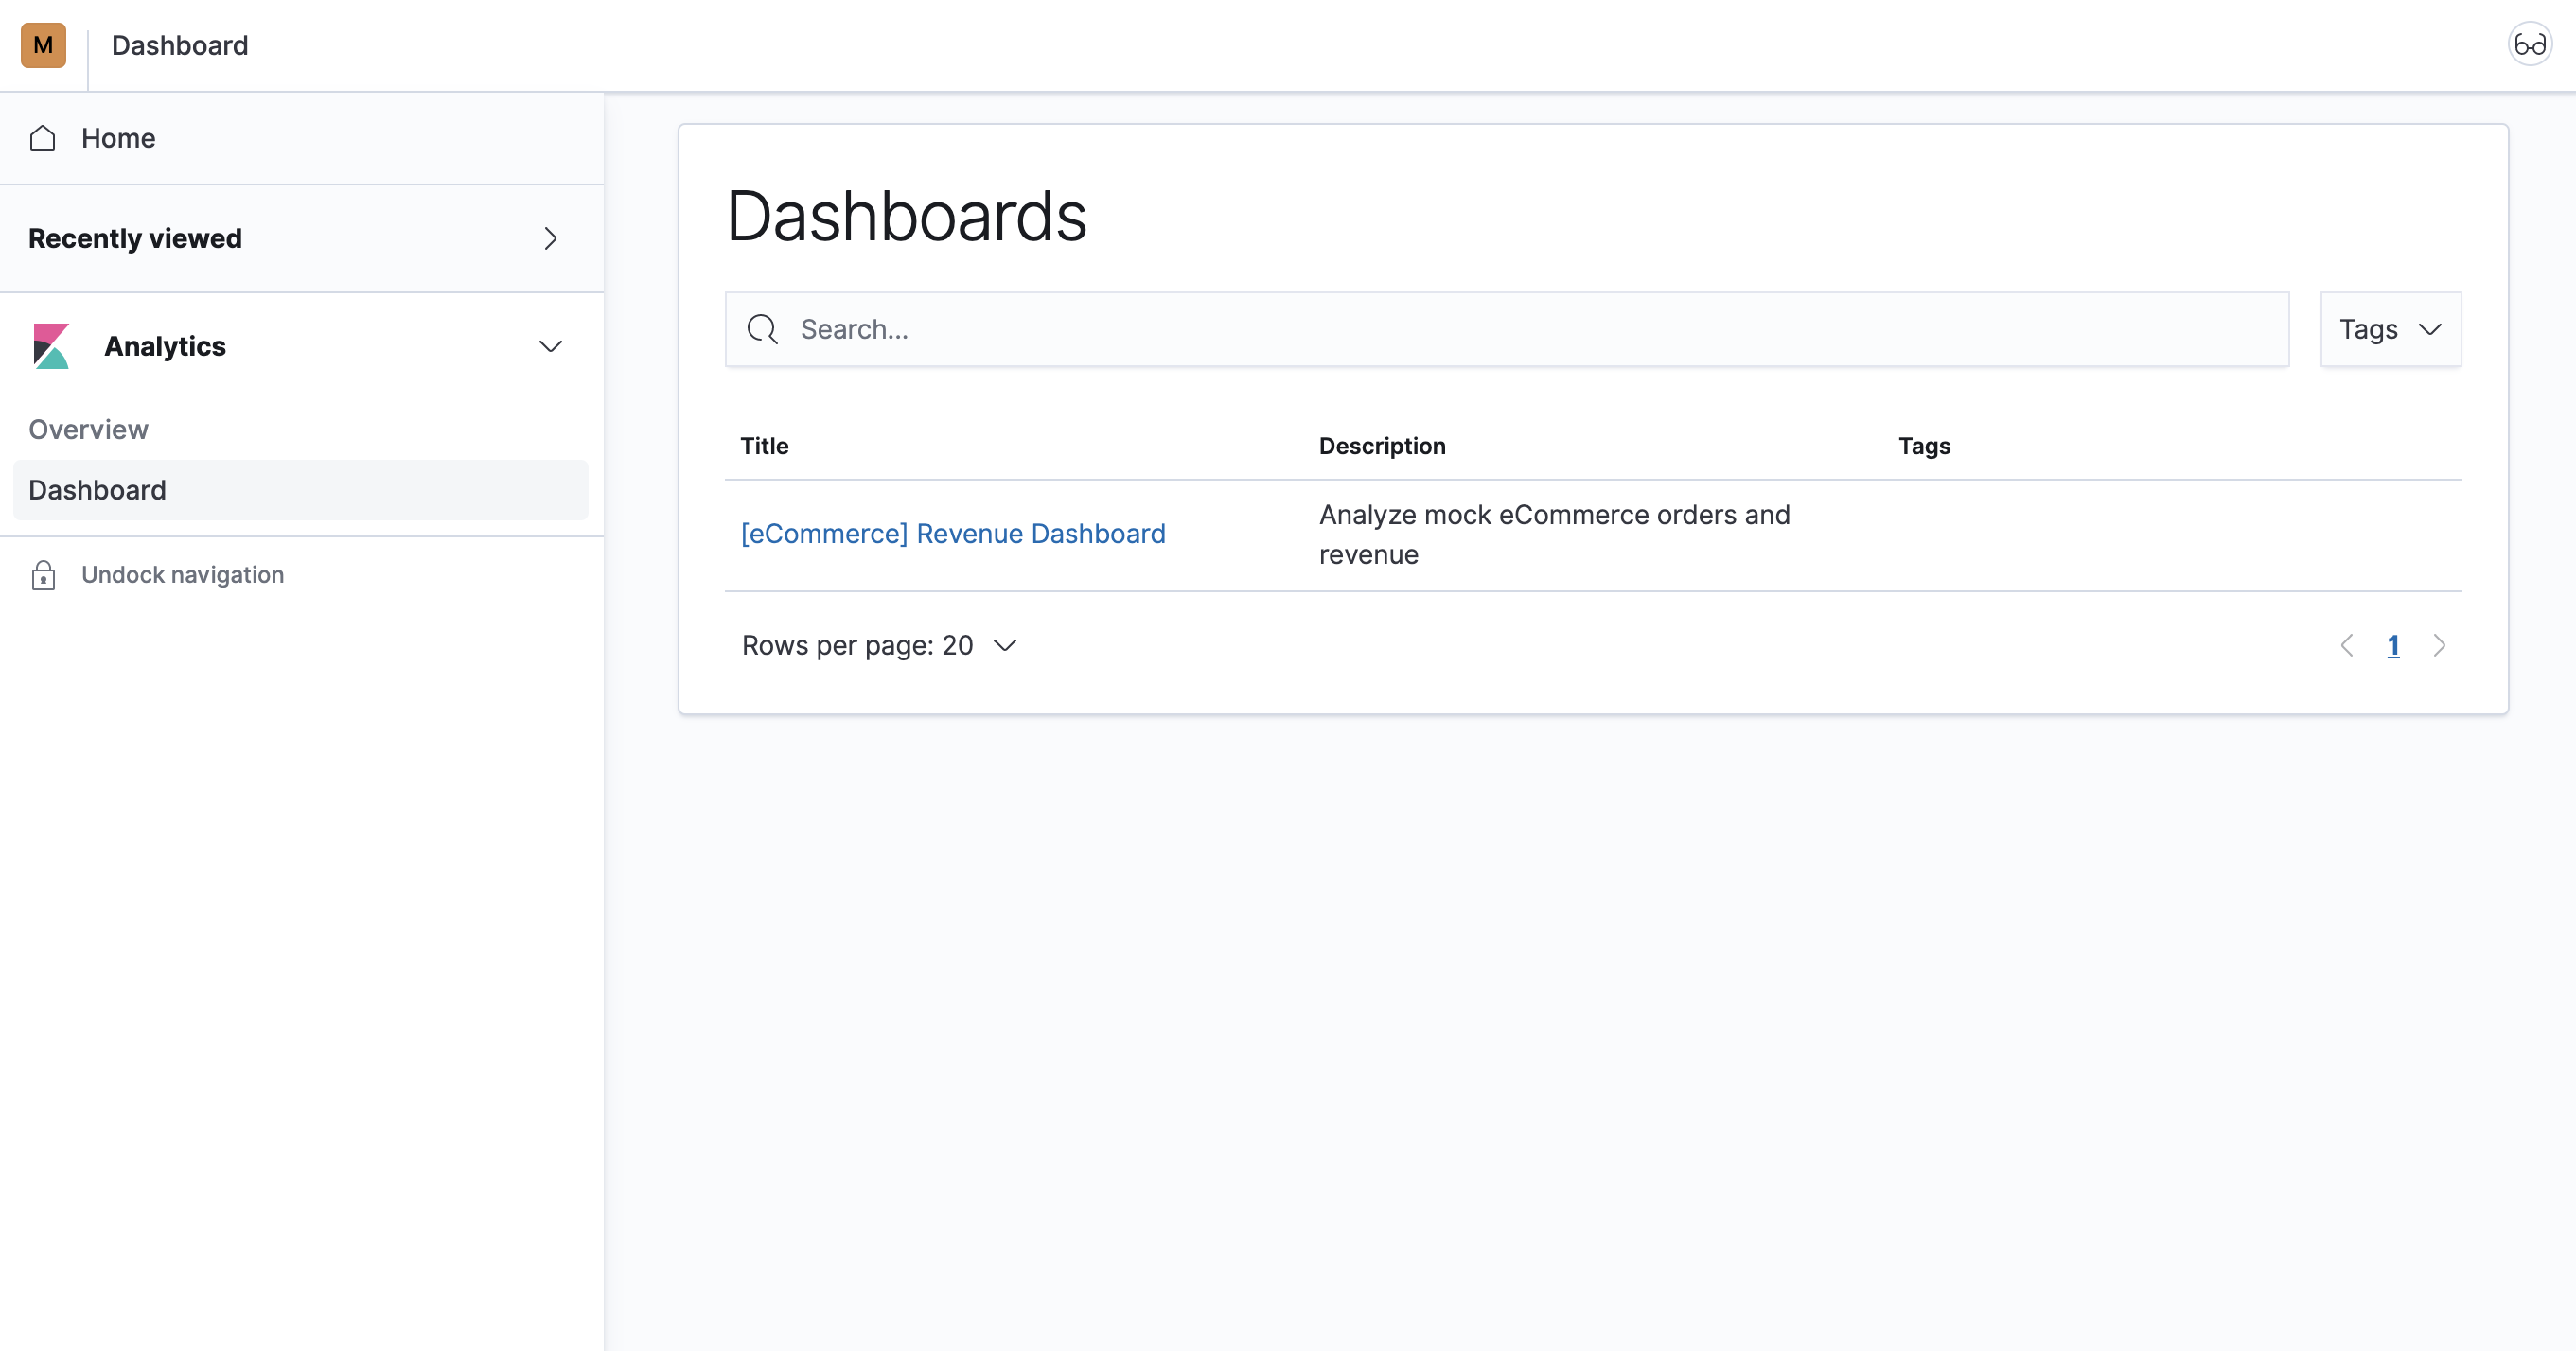 M
Dashboard
Home
Recently viewed
Analytics
Overview
Dashboard
Undock navigation
Dashboards
Search...
Tags
Title
Description
Tags
[eCommerce] Revenue Dashboard
Analyze mock eCommerce orders and
revenue
Rows per page: 20
1